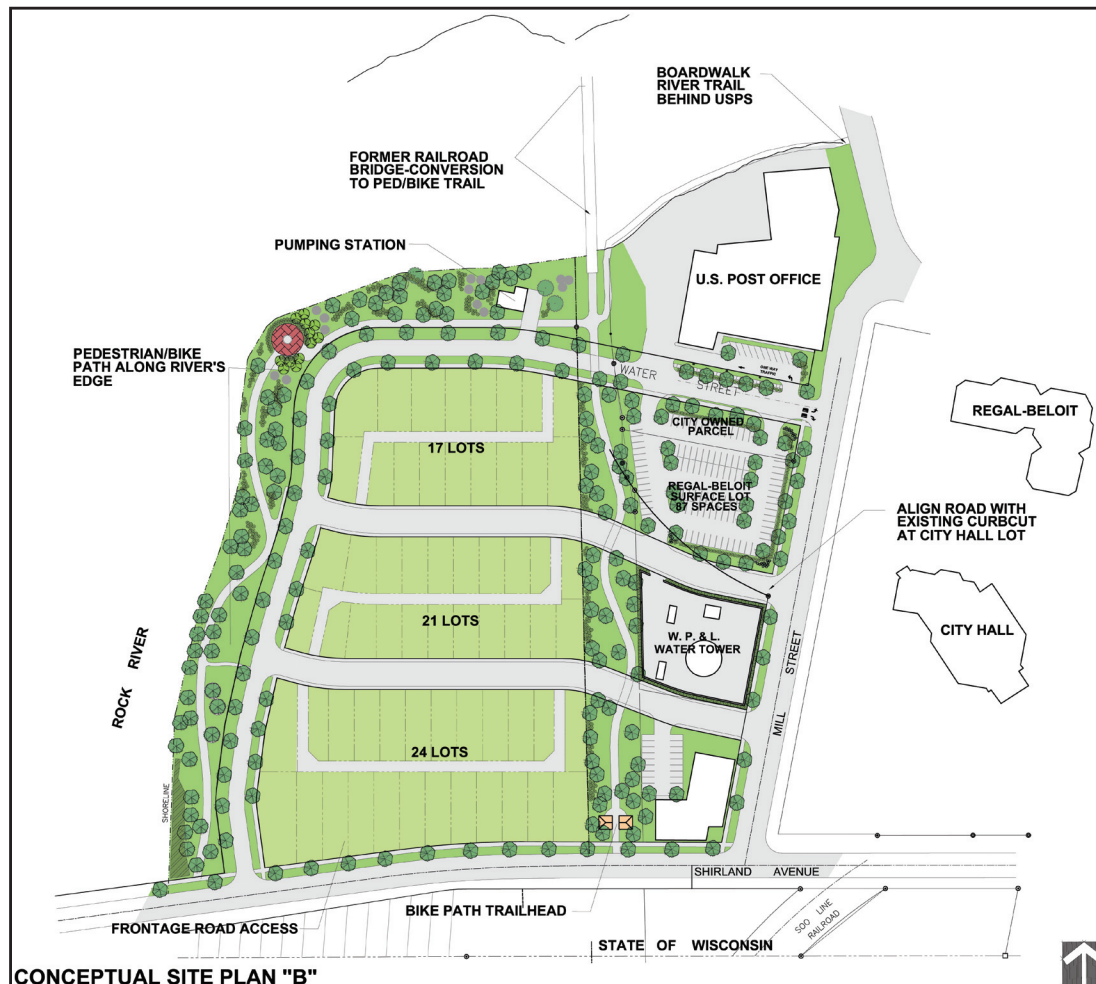 BOARDWALK
RIVER TRAIL
BEHIND USPS
FORMER RAILROAD
BRIDGE-CONVERSION
TO PED/BIKE TRAIL
PUMPING STATION
U.S. POST OFFICE
PEDESTRIAN/BIKE
PATH ALONG RIVER'S
EDGE
ONE WAY
TRAFFIC
WATER STREET
REGAL-BELOIT
CITY OWNED
PARCEL
17 LOTS
REGAL-BELOIT
SURFACE LOT
87 SPACES
ALIGN ROAD WITH
EXISTING CURBCUT
AT CITY HALL LOT
21 LOTS
W. P. & L.
WATER TOWER
CITY HALL
ROCK RIVER
MILL STREET
24 LOTS
SHORELINE
SHIRLAND AVENUE
BIKE PATH TRAILHEAD
FRONTAGE ROAD ACCESS
SOO LINE
RAILROAD
STATE OF WISCONSIN
CONCEPTUAL SITE PLAN "B"